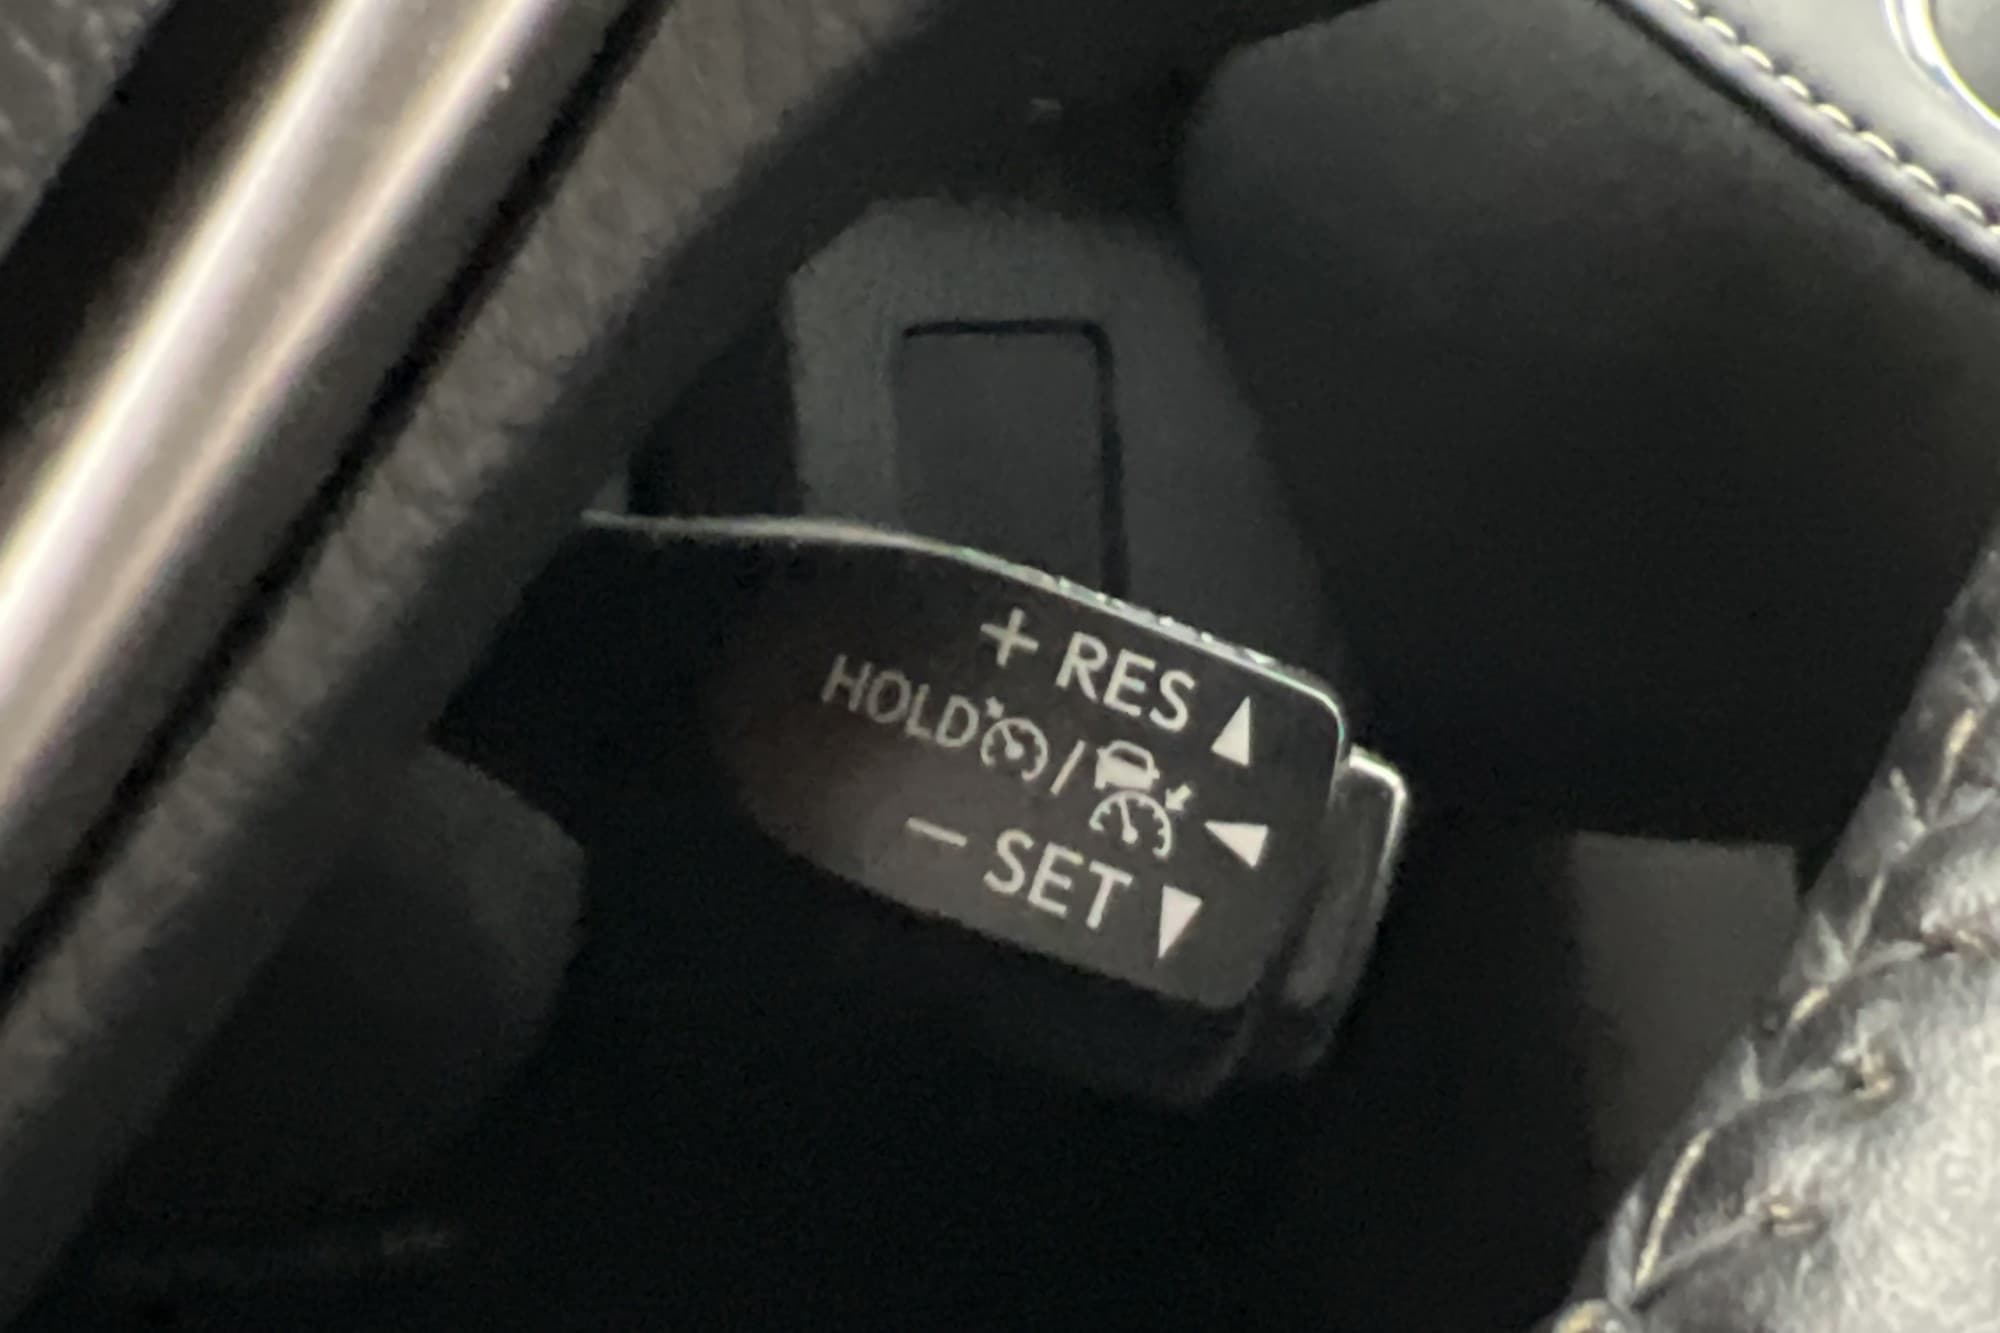 + RES
HOLD /
− SET